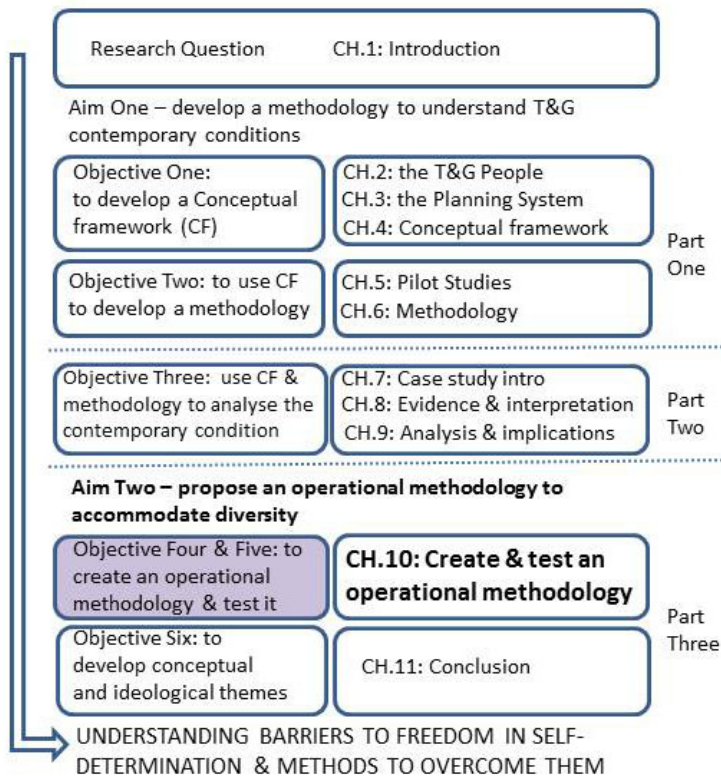 Research Question CH.1: Introduction
Aim One – develop a methodology to understand T&G
contemporary conditions
Objective One:
to develop a Conceptual
framework (CF)
CH.2: the T&G People
CH.3: the Planning System
CH.4: Conceptual framework
Objective Two: to use CF
to develop a methodology
CH.5: Pilot Studies
CH.6: Methodology
Part
One
Objective Three: use CF &
methodology to analyse the
contemporary condition
CH.7: Case study intro
CH.8: Evidence & interpretation
CH.9: Analysis & implications
Part
Two
Aim Two – propose an operational methodology to
accommodate diversity
Objective Four & Five: to
create an operational
methodology & test it
CH.10: Create & test an
operational methodology
Objective Six: to
develop conceptual
and ideological themes
CH.11: Conclusion
Part
Three
UNDERSTANDING BARRIERS TO FREEDOM IN SELF-
DETERMINATION & METHODS TO OVERCOME THEM